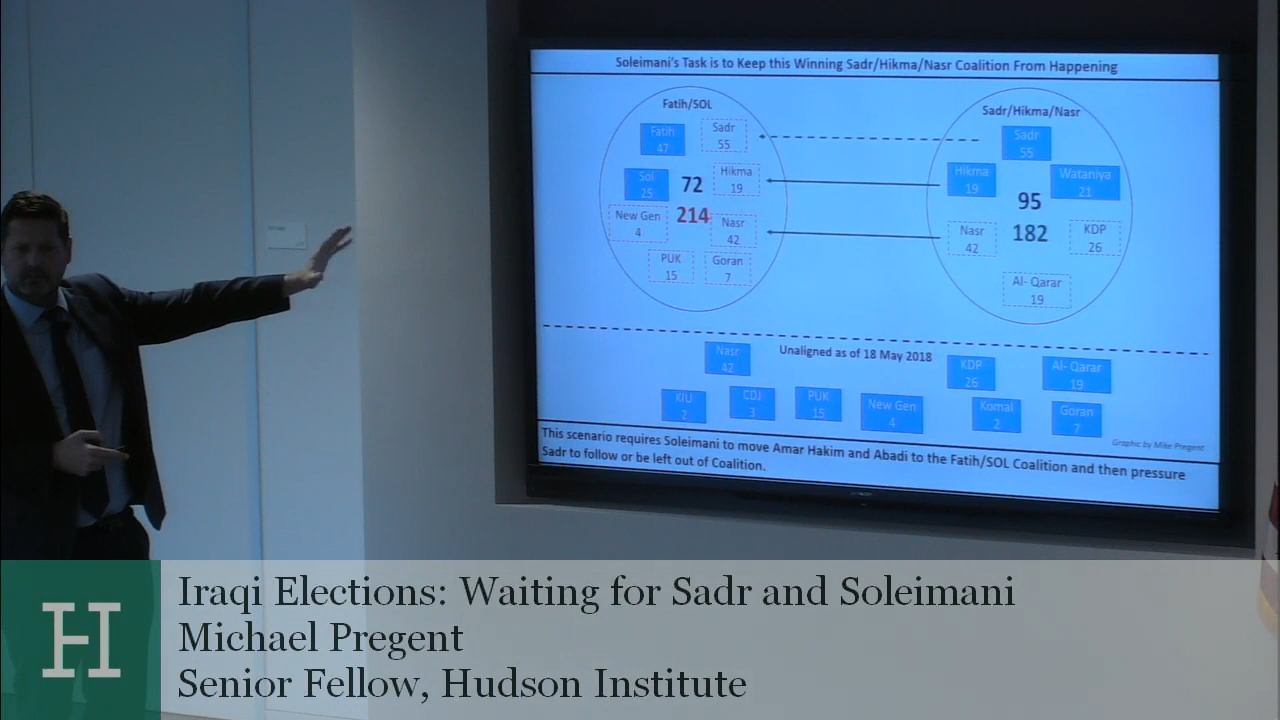 Soleimani's Task is to Keep this Winning Sadr/Hikma/Nasr Coalition From Happening
Fatih/SOL
Fatih
47
Sadr
55
Sol
25
72
Hikma
19
New Gen
4
214
Nasr
42
PUK
15
Goran
7
Sadr/Hikma/Nasr
Sadr
55
Hikma
19
Wataniya
21
95
Nasr
42
182
KDP
26
Al- Qarar
19
Unaligned as of 18 May 2018
Nasr
42
KDP
26
Al- Qarar
19
KIU
2
CDJ
3
PUK
15
New Gen
4
Komal
2
Goran
7
Graphic by Mike Pregent
This scenario requires Soleimani to move Amar Hakim and Abadi to the Fatih/SOL Coalition and then pressure
Sadr to follow or be left out of Coalition.
H
Iraqi Elections: Waiting for Sadr and Soleimani
Michael Pregent
Senior Fellow, Hudson Institute